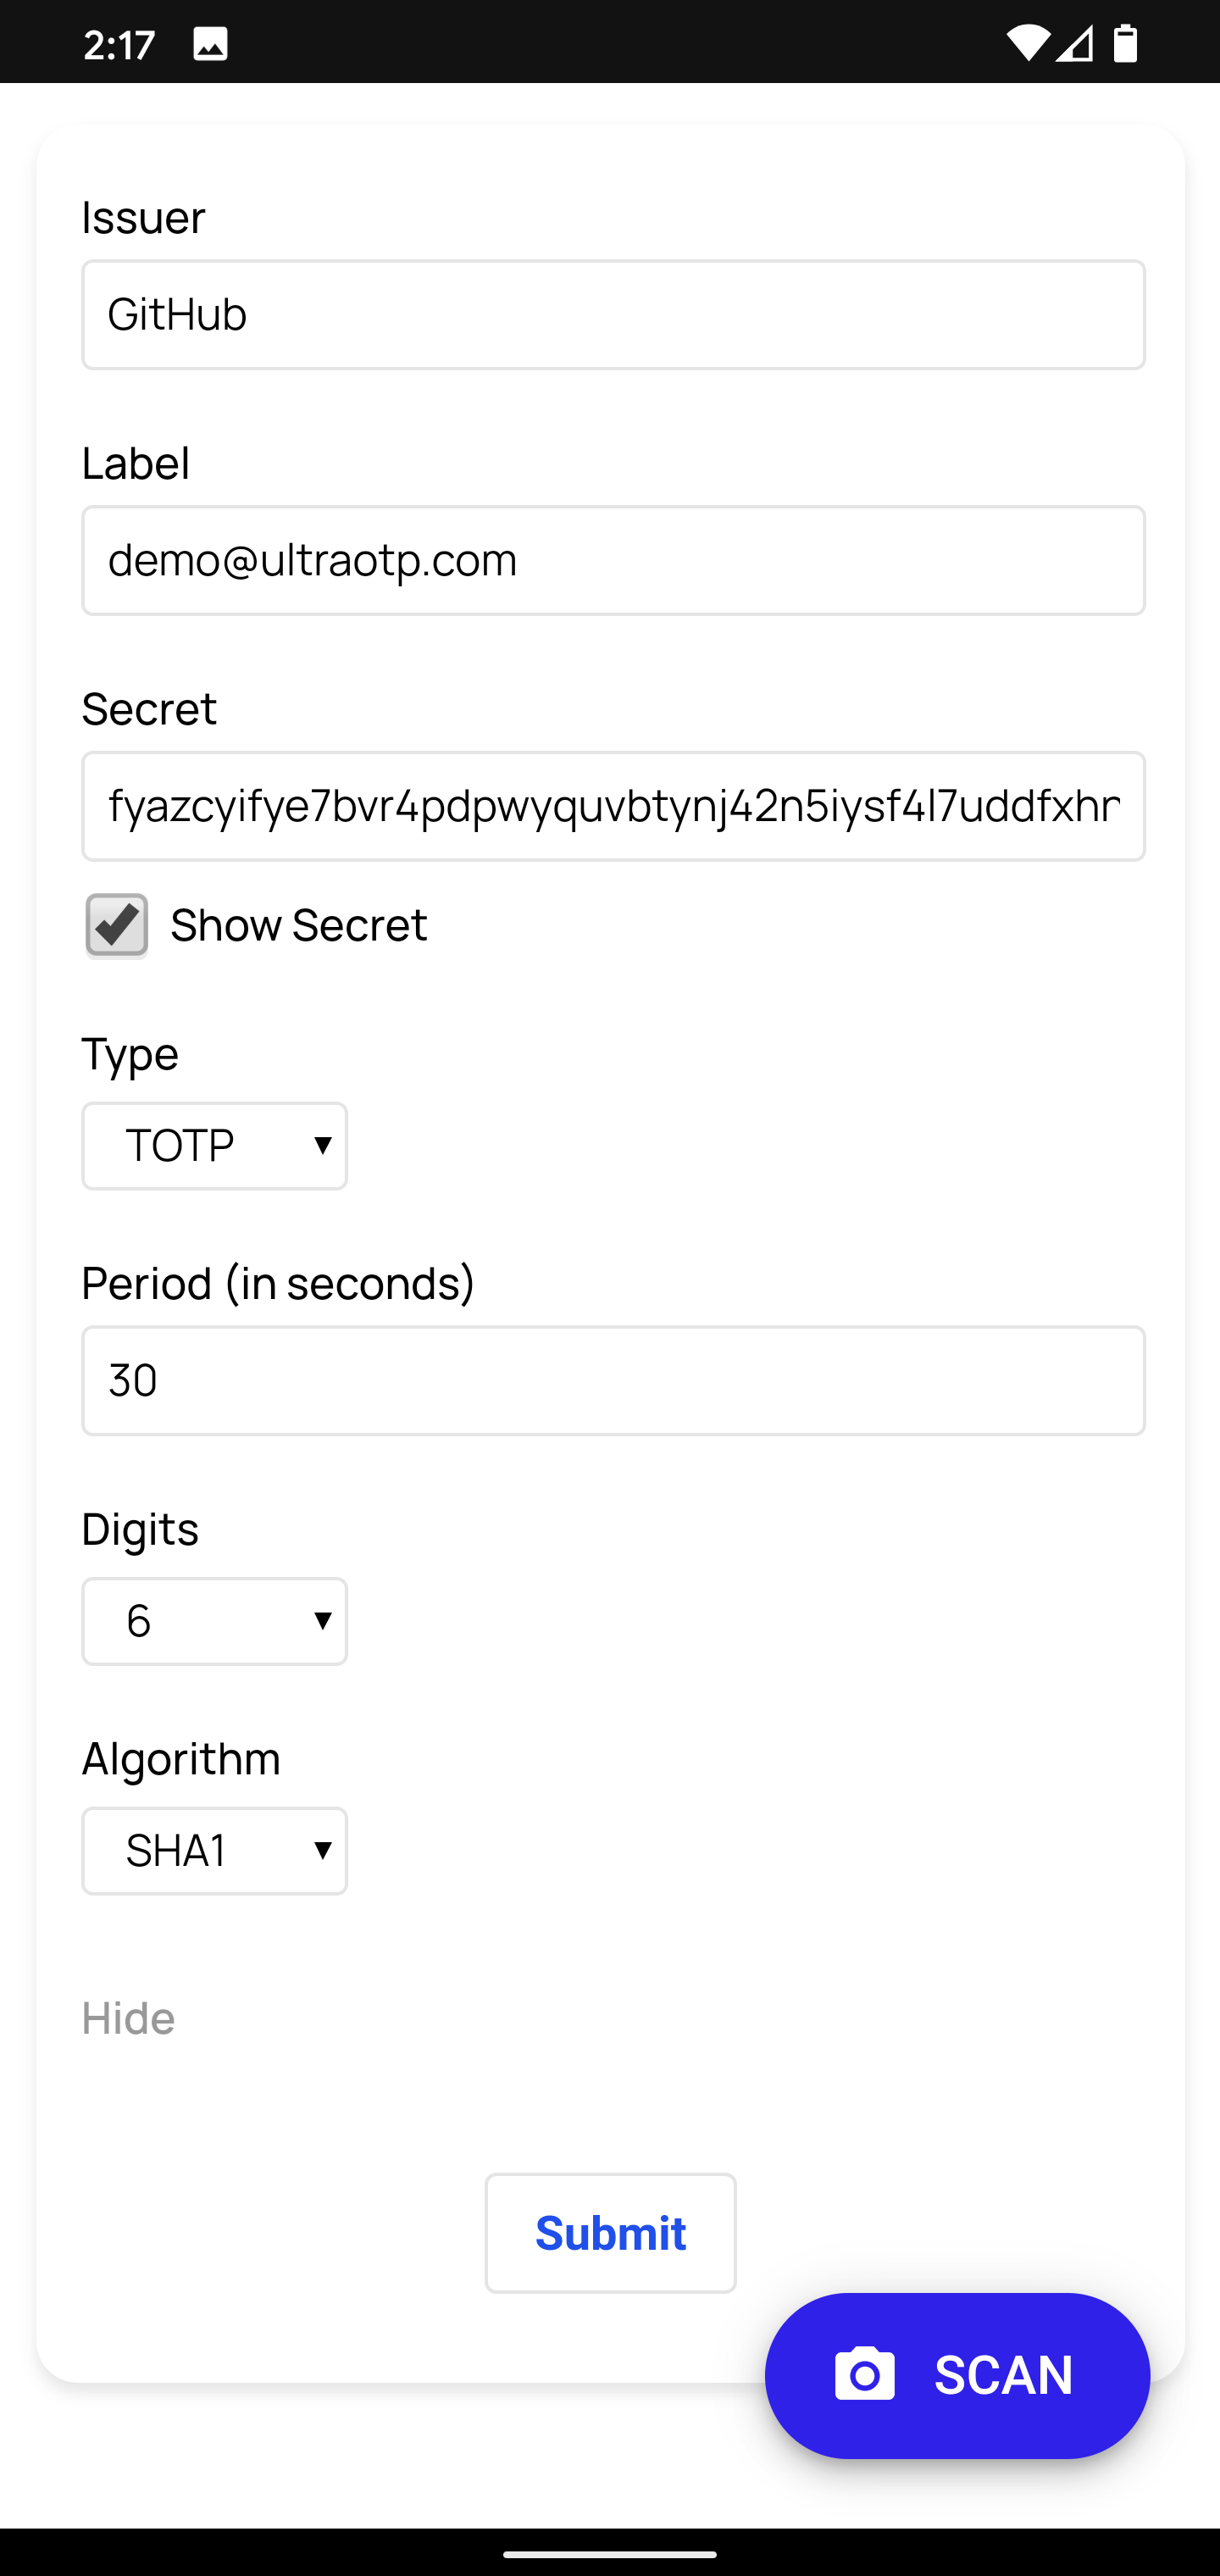 2:17
Issuer
GitHub
Label
demo@ultraotp.com
Secret
fyazcyifye7bvr4pdpwyquvbtynj42n5iysf4l7uddfxhr
Show Secret
Type
TOTP
Period (in seconds)
30
Digits
6
Algorithm
SHA1
Hide
Submit
SCAN